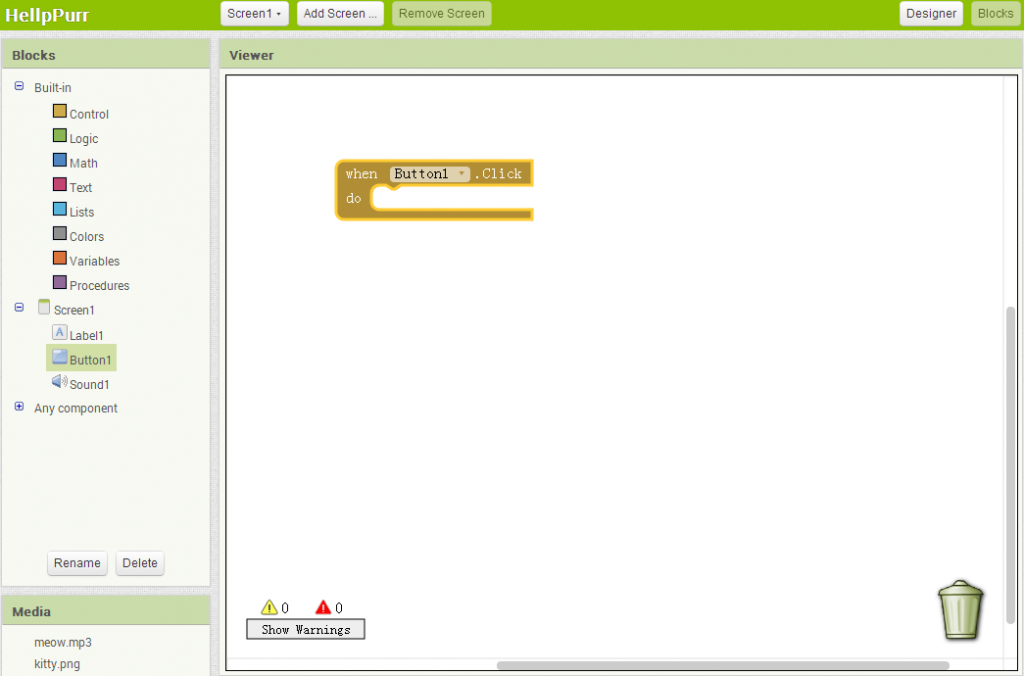 HellpPurr
Screen1
Add Screen ...
Remove Screen
Designer
Blocks
Blocks
Built-in
Control
Logic
Math
Text
Lists
Colors
Variables
Procedures
Screen1
A Label1
Button1
Sound1
Any component
Rename
Delete
Media
meow.mp3
kitty.png
Viewer
when Button1 .Click
do
0 0
Show Warnings